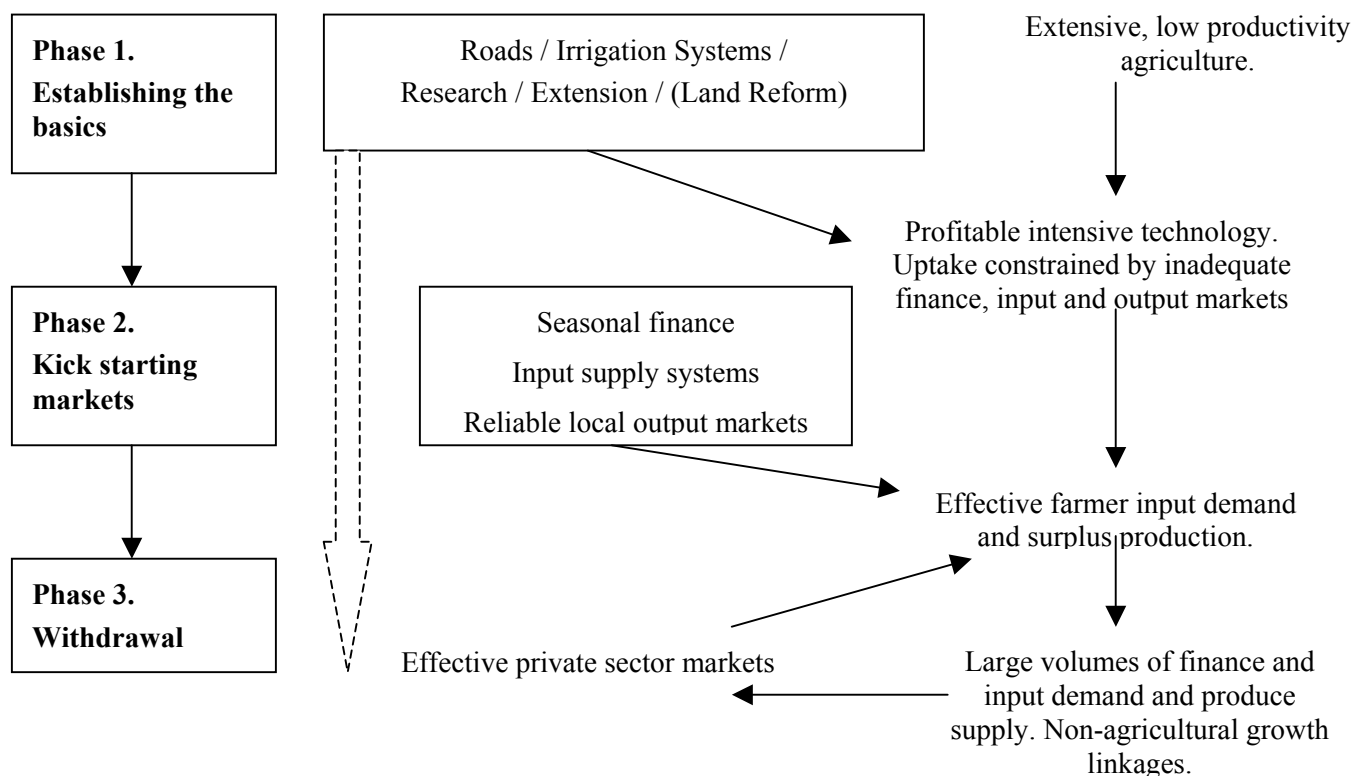 Phase 1.
Establishing the
basics
Roads / Irrigation Systems /
Research / Extension / (Land Reform)
Extensive, low productivity
agriculture.
Profitable intensive technology.
Uptake constrained by inadequate
finance, input and output markets
Phase 2.
Kick starting
markets
Seasonal finance
Input supply systems
Reliable local output markets
Effective farmer input demand
and surplus production.
Phase 3.
Withdrawal
Effective private sector markets
Large volumes of finance and
input demand and produce
supply. Non-agricultural growth
linkages.